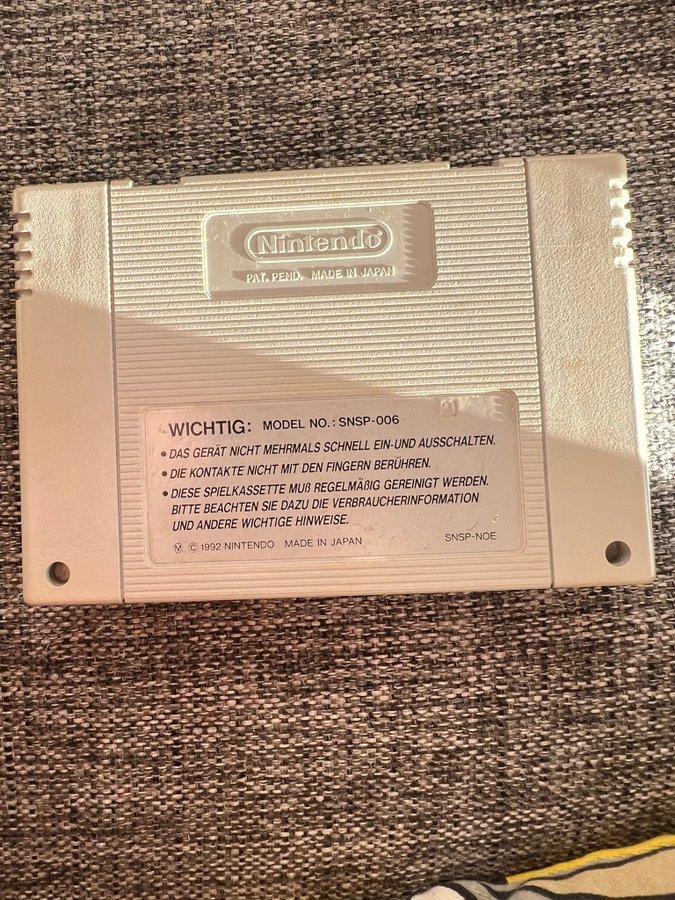 Nintendo®
PAT. PEND. MADE IN JAPAN
WICHTIG: MODEL NO.: SNSP-006
• DAS GERÄT NICHT MEHRMALS SCHNELL EIN-UND AUSSCHALTEN.
• DIE KONTAKTE NICHT MIT DEN FINGERN BERÜHREN.
• DIESE SPIELKASSETTE MUß REGELMÄßIG GEREINIGT WERDEN.
BITTE BEACHTEN SIE DAZU DIE VERBRAUCHERINFORMATION
UND ANDERE WICHTIGE HINWEISE.
Ⓜ © 1992 NINTENDO MADE IN JAPAN SNSP-NOE